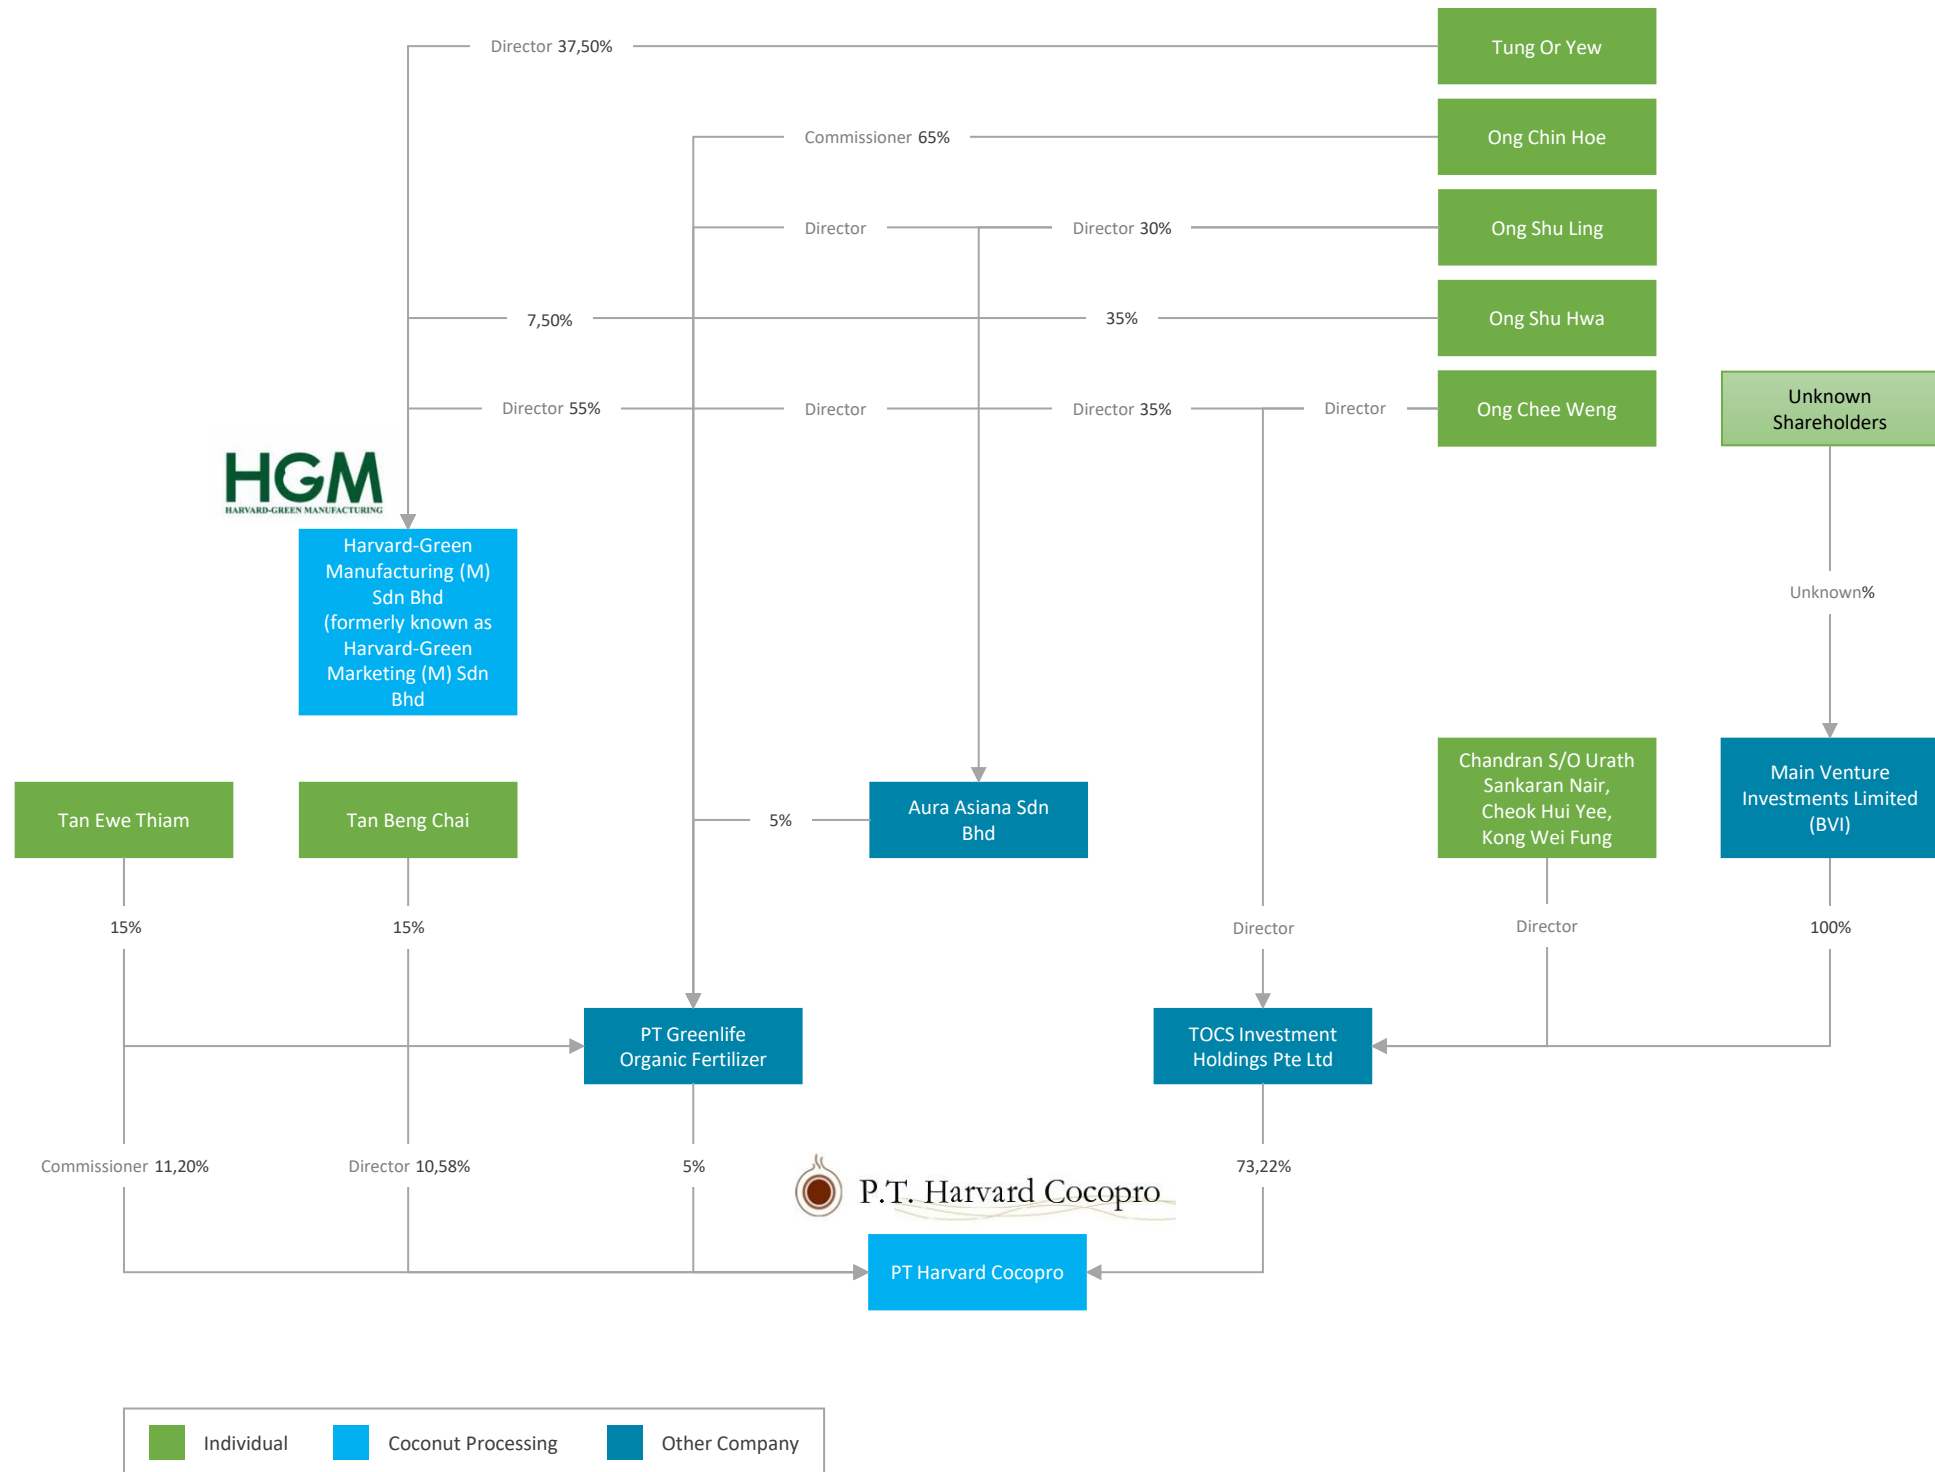 Director 37,50%
Tung Or Yew
Commissioner 65%
Ong Chin Hoe
Director
Director 30%
Ong Shu Ling
7,50%
35%
Ong Shu Hwa
Director 55%
Director
Director 35%
Director
Ong Chee Weng
Unknown
Shareholders
HGM
HARVARD-GREEN MANUFACTURING
Harvard-Green
Manufacturing (M)
Sdn Bhd
(formerly known as
Harvard-Green
Marketing (M) Sdn
Bhd
Unknown%
Tan Ewe Thiam
Tan Beng Chai
5%
Aura Asiana Sdn
Bhd
Chandran S/O Urath
Sankaran Nair,
Cheok Hui Yee,
Kong Wei Fung
Main Venture
Investments Limited
(BVI)
15%
15%
Director
Director
100%
PT Greenlife
Organic Fertilizer
TOCS Investment
Holdings Pte Ltd
Commissioner 11,20%
Director 10,58%
5%
73,22%
P.T. Harvard Cocopro
PT Harvard Cocopro
Individual
Coconut Processing
Other Company